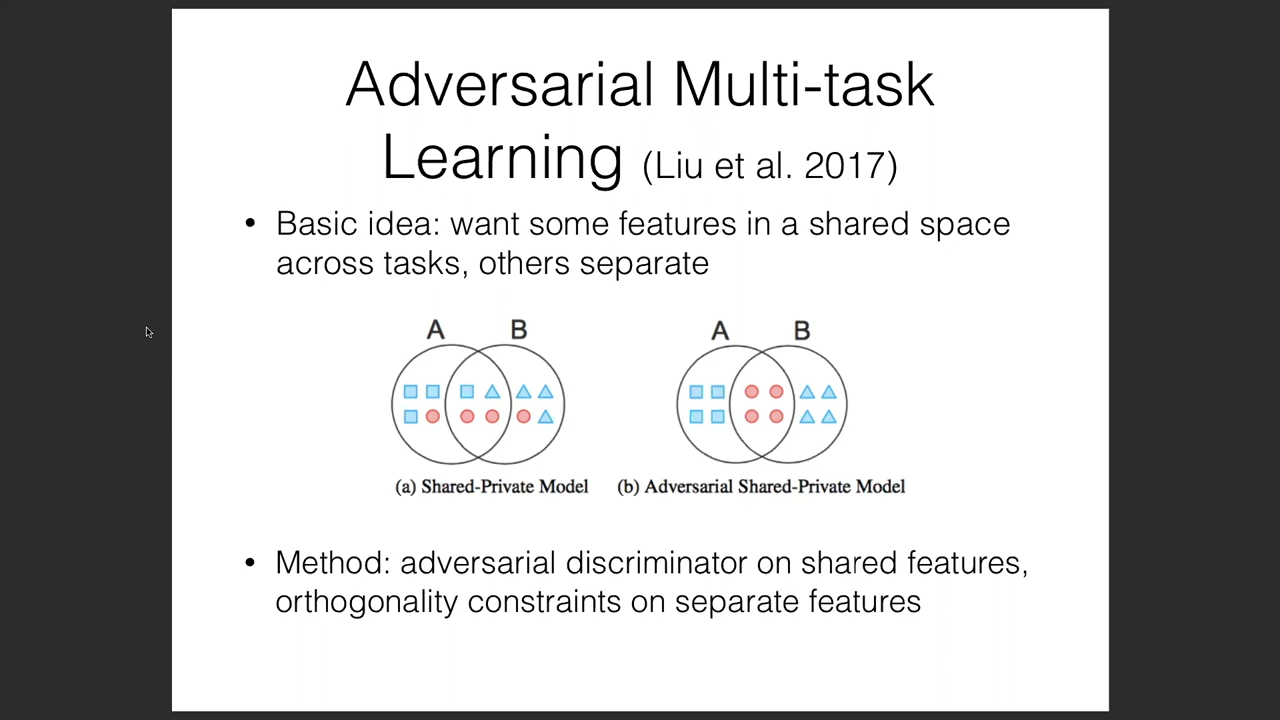 Adversarial Multi-task
Learning (Liu et al. 2017)
• Basic idea: want some features in a shared space
across tasks, others separate
A B A B
(a) Shared-Private Model (b) Adversarial Shared-Private Model
• Method: adversarial discriminator on shared features,
orthogonality constraints on separate features